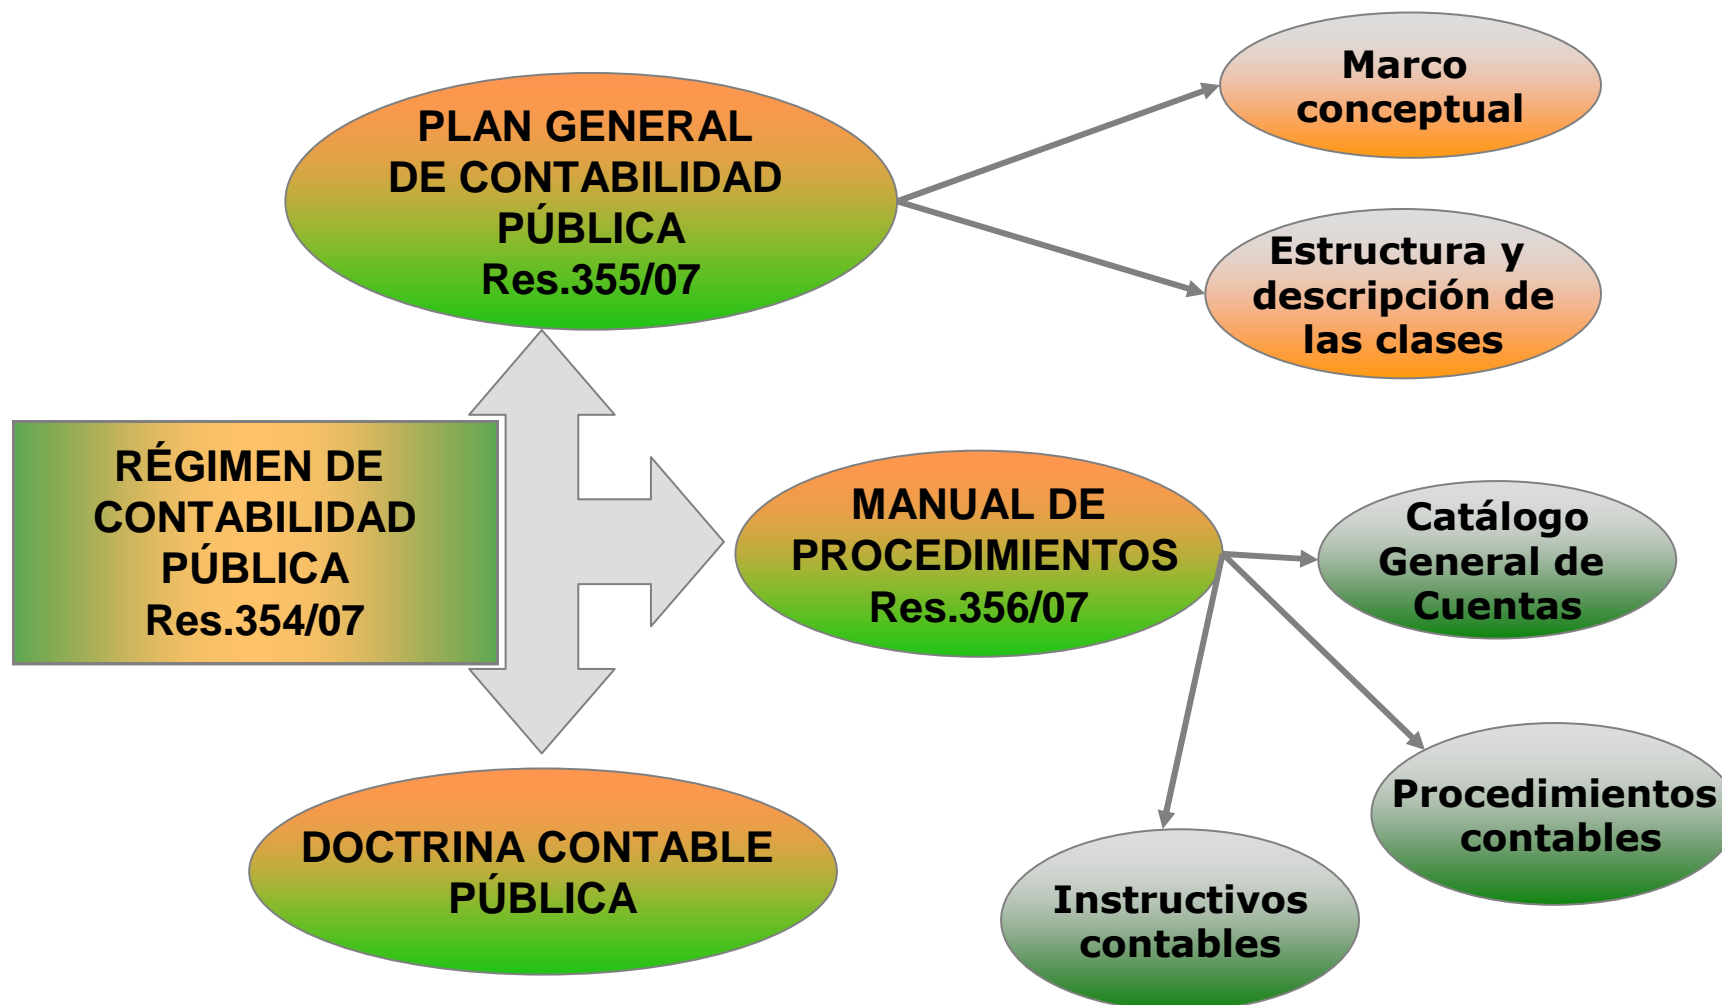 PLAN GENERAL
DE CONTABILIDAD
PÚBLICA
Res.355/07
Marco
conceptual
Estructura y
descripción de
las clases
RÉGIMEN DE
CONTABILIDAD
PÚBLICA
Res.354/07
MANUAL DE
PROCEDIMIENTOS
Res.356/07
Catálogo
General de
Cuentas
Procedimientos
contables
Instructivos
contables
DOCTRINA CONTABLE
PÚBLICA